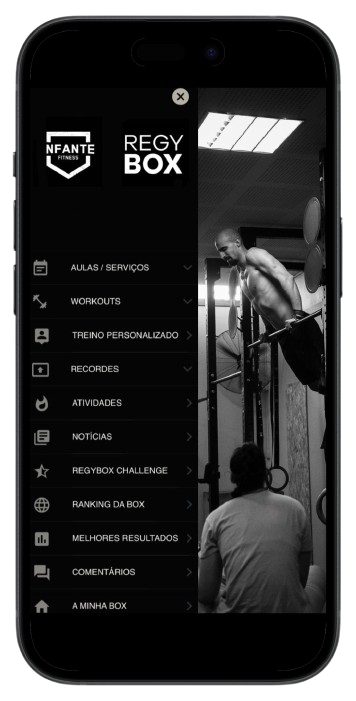 NFANTE
FITNESS
REGY
BOX
AULAS / SERVIÇOS
WORKOUTS
TREINO PERSONALIZADO
RECORDES
ATIVIDADES
NOTÍCIAS
REGYBOX CHALLENGE
RANKING DA BOX
MELHORES RESULTADOS
COMENTÁRIOS
A MINHA BOX